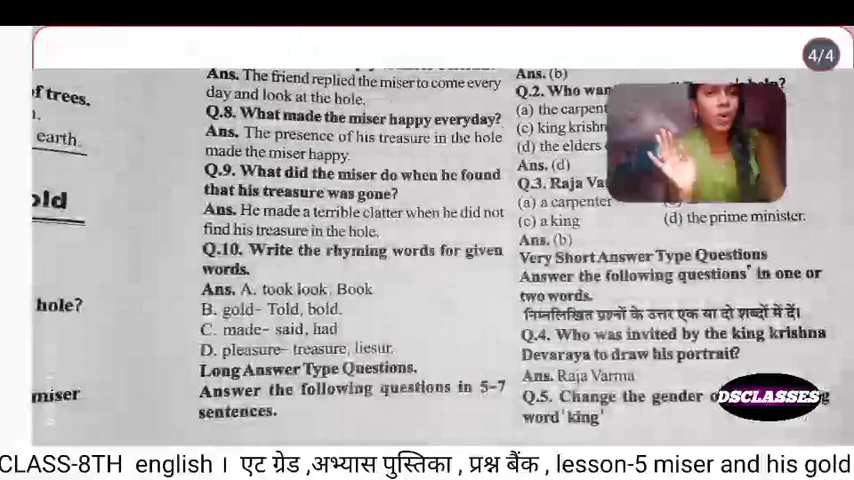 4/4
of trees.
earth.
old
hole?
miser
Ans. The friend replied the miser to come every
day and look at the hole.
Q.8. What made the miser happy everyday?
Ans. The presence of his treasure in the hole
made the miser happy.
Q.9. What did the miser do when he found
that his treasure was gone?
Ans. He made a terrible clatter when he did not
find his treasure in the hole.
Q.10. Write the rhyming words for given
words.
Ans. A. took look, Book
B. gold- Told, bold.
C. made- said, had
D. pleasure- treasure, liesur.
Long Answer Type Questions.
Answer the following questions in 5-7
sentences.
Ans. (b)
Q.2. Who
(a) the
(c) king
(d) the elders
Ans. (d)
Q.3. Raja
(a) a carpenter
(c) a king (d) the prime minister.
Ans. (b)
Very Short Answer Type Questions
Answer the following questions in one or
two words.
निम्नलिखित प्रश्नों के उत्तर एक या दो शब्दों में दें।
Q.4. Who was invited by the king krishna
Devaraya to draw his portrait?
Ans. Raja Varma
Q.5. Change the gender
word 'king'
DSCLASSES
CLASS-8TH english । एट ग्रेड ,अभ्यास पुस्तिका , प्रश्न बैंक , lesson-5 miser and his gold